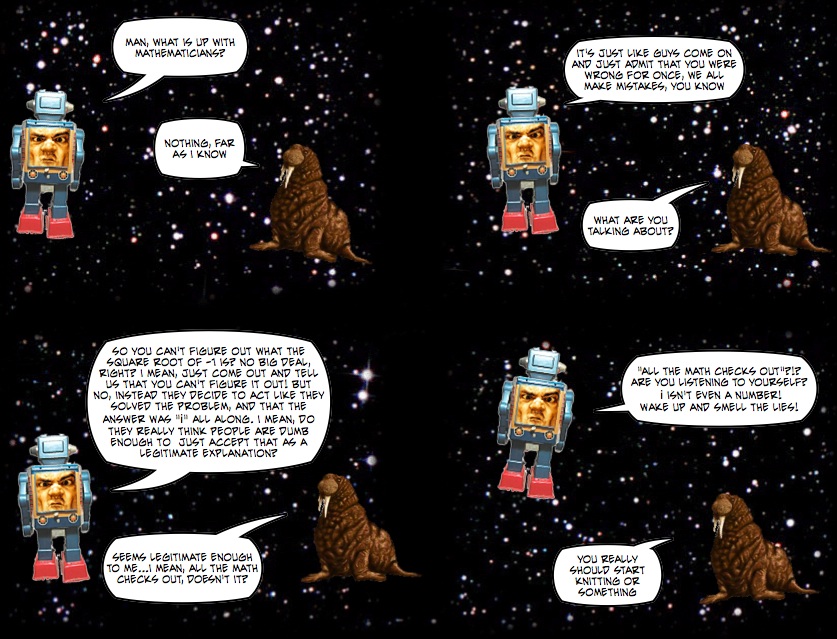 MAN, WHAT IS UP WITH
MATHEMATICIANS?
NOTHING, FAR
AS I KNOW
IT'S JUST LIKE GUYS COME ON
AND JUST ADMIT THAT YOU WERE
WRONG FOR ONCE, WE ALL
MAKE MISTAKES, YOU KNOW
WHAT ARE YOU
TALKING ABOUT?
SO YOU CAN'T FIGURE OUT WHAT THE
SQUARE ROOT OF -1 IS? NO BIG DEAL,
RIGHT? I MEAN, JUST COME OUT AND TELL
US THAT YOU CAN'T FIGURE IT OUT! BUT
NO, INSTEAD THEY DECIDE TO ACT LIKE THEY
SOLVED THE PROBLEM, AND THAT THE
ANSWER WAS "i" ALL ALONG. I MEAN, DO
THEY REALLY THINK PEOPLE ARE DUMB
ENOUGH TO JUST ACCEPT THAT AS A
LEGITIMATE EXPLANATION?
SEEMS LEGITIMATE ENOUGH
TO ME...I MEAN, ALL THE MATH
CHECKS OUT, DOESN'T IT?
"ALL THE MATH CHECKS OUT"?!?
ARE YOU LISTENING TO YOURSELF?
i ISN'T EVEN A NUMBER!
WAKE UP AND SMELL THE LIES!
YOU REALLY
SHOULD START
KNITTING OR
SOMETHING